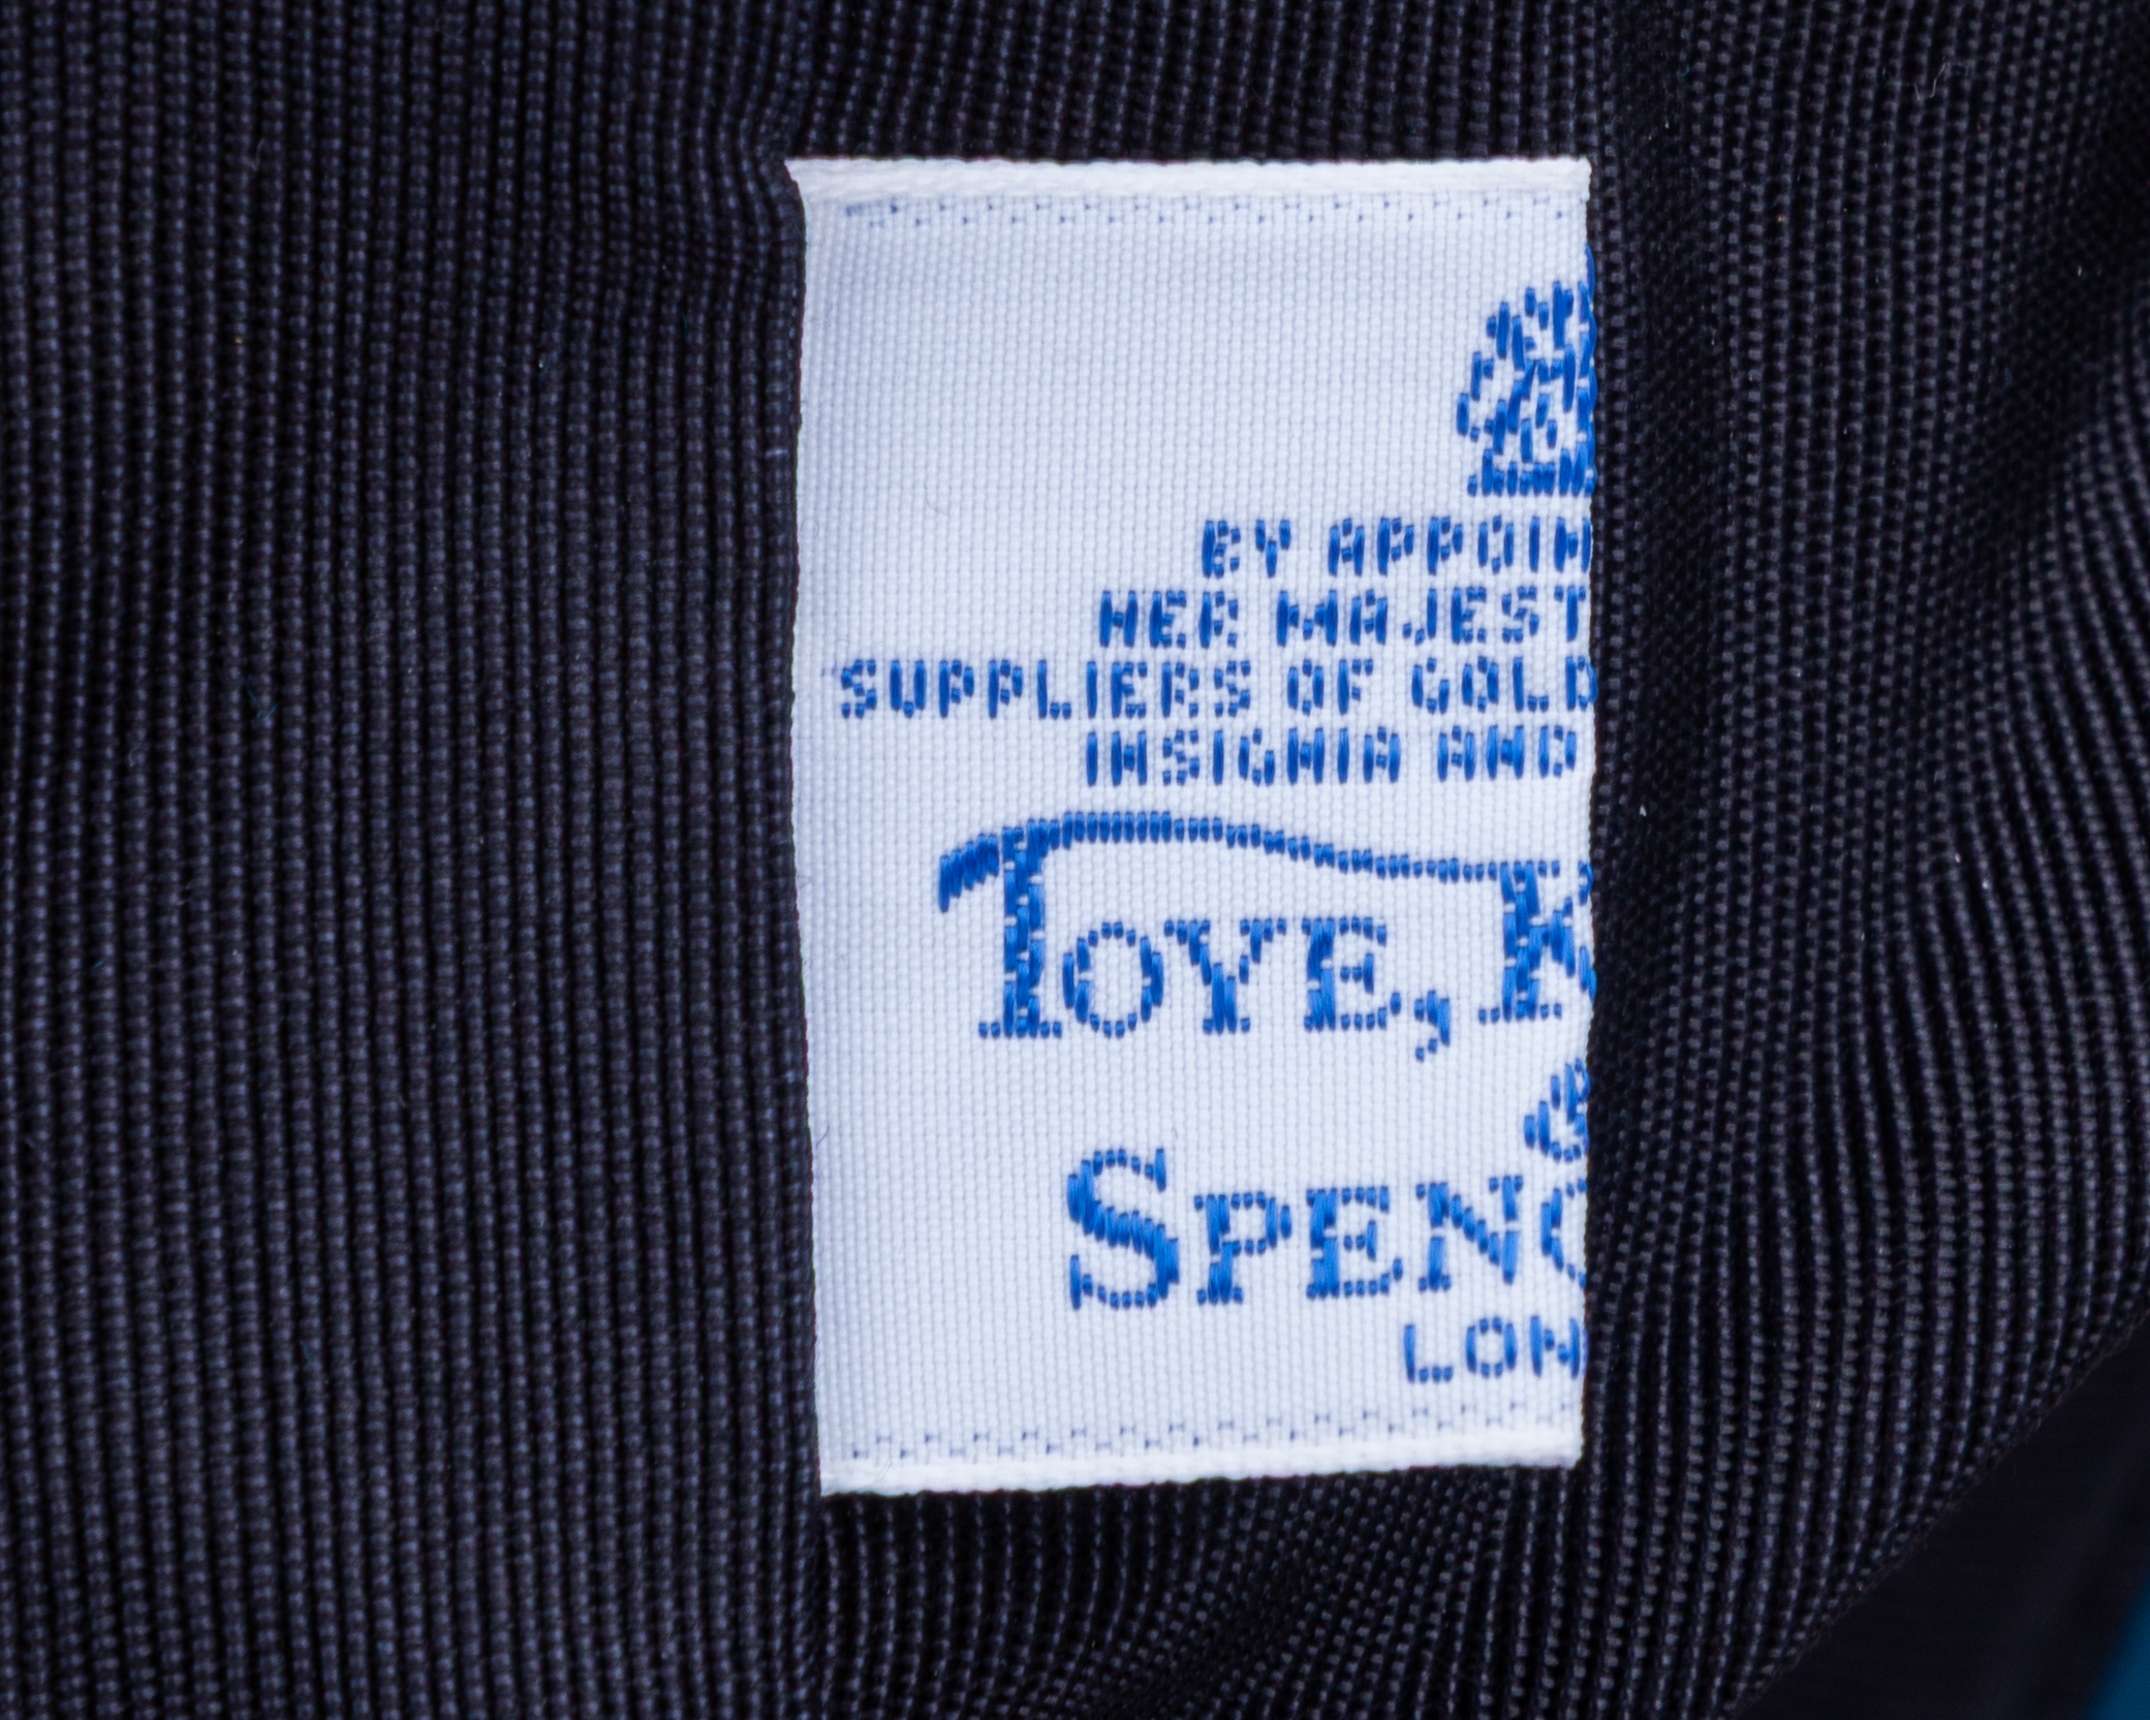 BY APPOIN
HER MAJEST
SUPPLIERS OF GOLD
INSIGNIA AND
TOYE, K
&
SPENC
LON